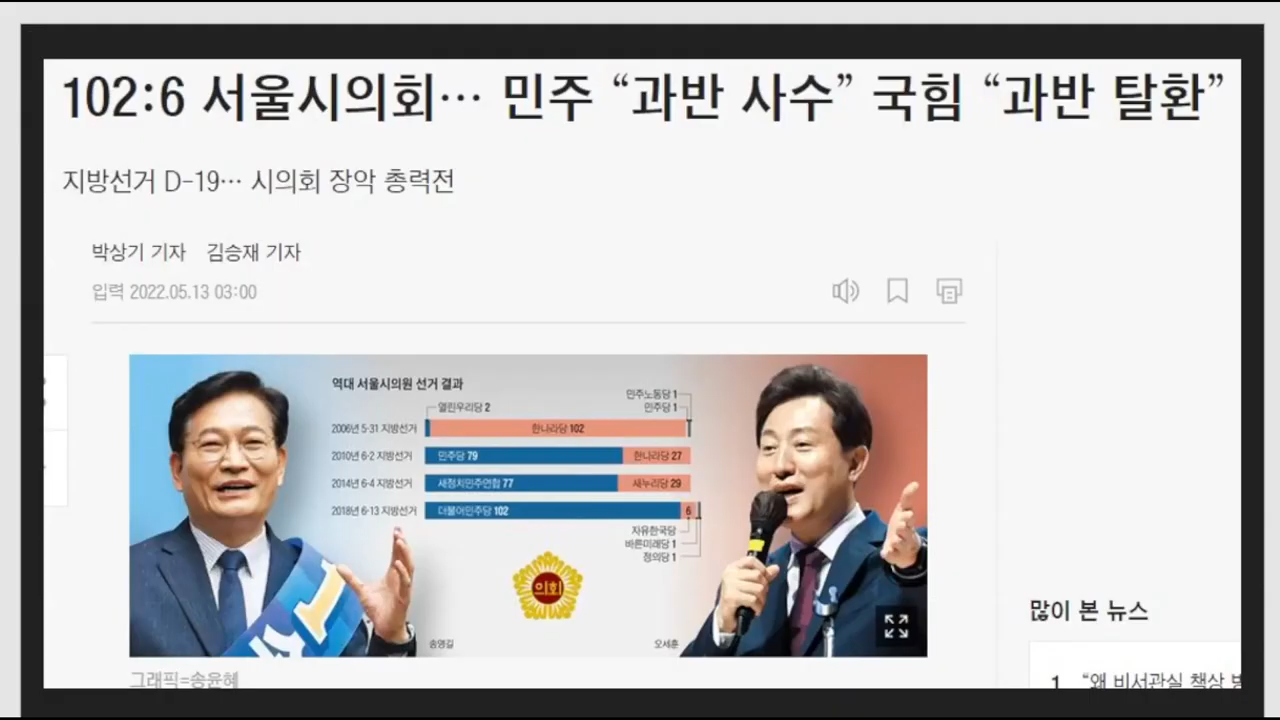 102:6 서울시의회… 민주 “과반 사수” 국힘 “과반 탈환”
지방선거 D-19… 시의회 장악 총력전
박상기 기자 김승재 기자
입력 2022.05.13 03:00
역대 서울시의원 선거 결과
민주노동당 1
열린우리당 2
민주당 1
2006년 5·31 지방선거
한나라당 102
2010년 6·2 지방선거
민주당 79
한나라당 27
2014년 6·4 지방선거
새정치민주연합 77
새누리당 29
2018년 6·13 지방선거
더불어민주당 102
6
자유한국당
바른미래당 1
정의당 1
의회
1
송영길
오세훈
그래픽=송윤혜
많이 본 뉴스
1 “왜 비서관실 책상